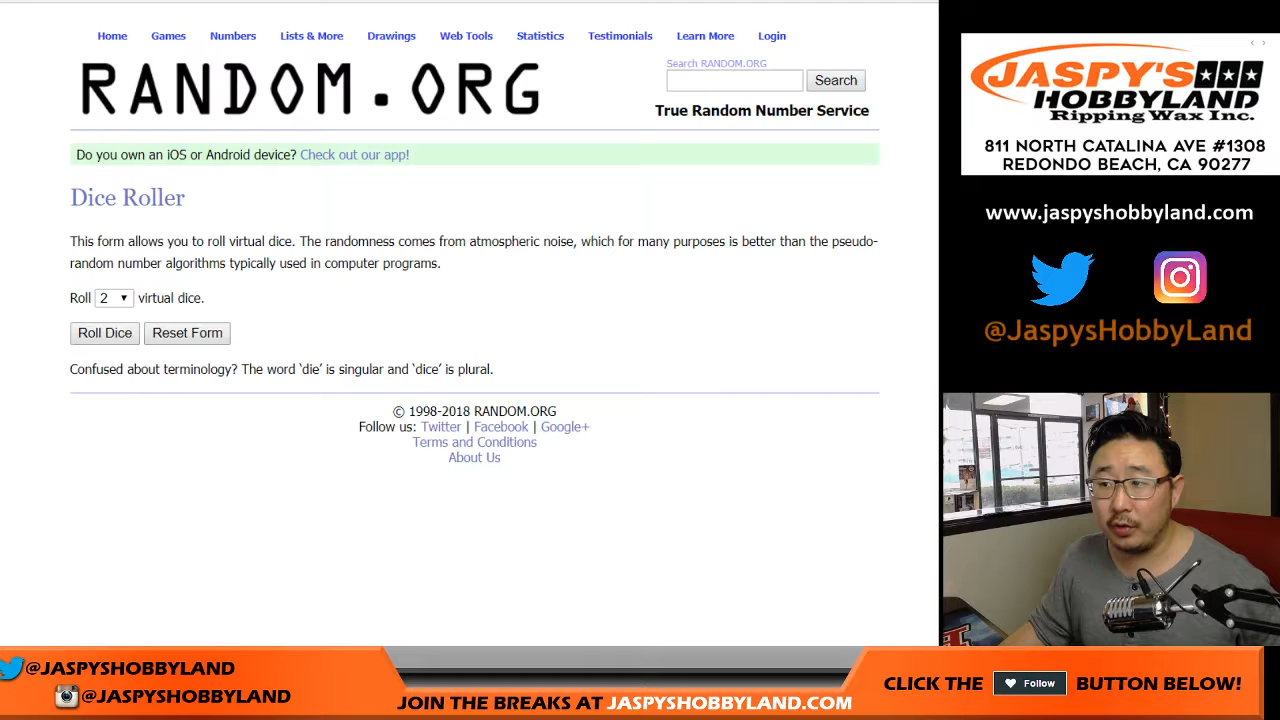 Home Games Numbers Lists & More Drawings Web Tools Statistics Testimonials Learn More Login
RANDOM.ORG
Search RANDOM.ORG
Search
True Random Number Service
Do you own an iOS or Android device? Check out our app!
Dice Roller
This form allows you to roll virtual dice. The randomness comes from atmospheric noise, which for many purposes is better than the pseudo-
random number algorithms typically used in computer programs.
Roll 2 virtual dice.
Roll Dice Reset Form
Confused about terminology? The word ‘die’ is singular and ‘dice’ is plural.
© 1998-2018 RANDOM.ORG
Follow us: Twitter | Facebook | Google+
Terms and Conditions
About Us
JASPY'S
HOBBYLAND
Ripping Wax Inc.
811 NORTH CATALINA AVE #1308
REDONDO BEACH, CA 90277
www.jaspyshobbyland.com
@JaspysHobbyLand
@JASPYSHOBBYLAND
@JASPYSHOBBYLAND
JOIN THE BREAKS AT JASPYSHOBBYLAND.COM
CLICK THE Follow BUTTON BELOW!